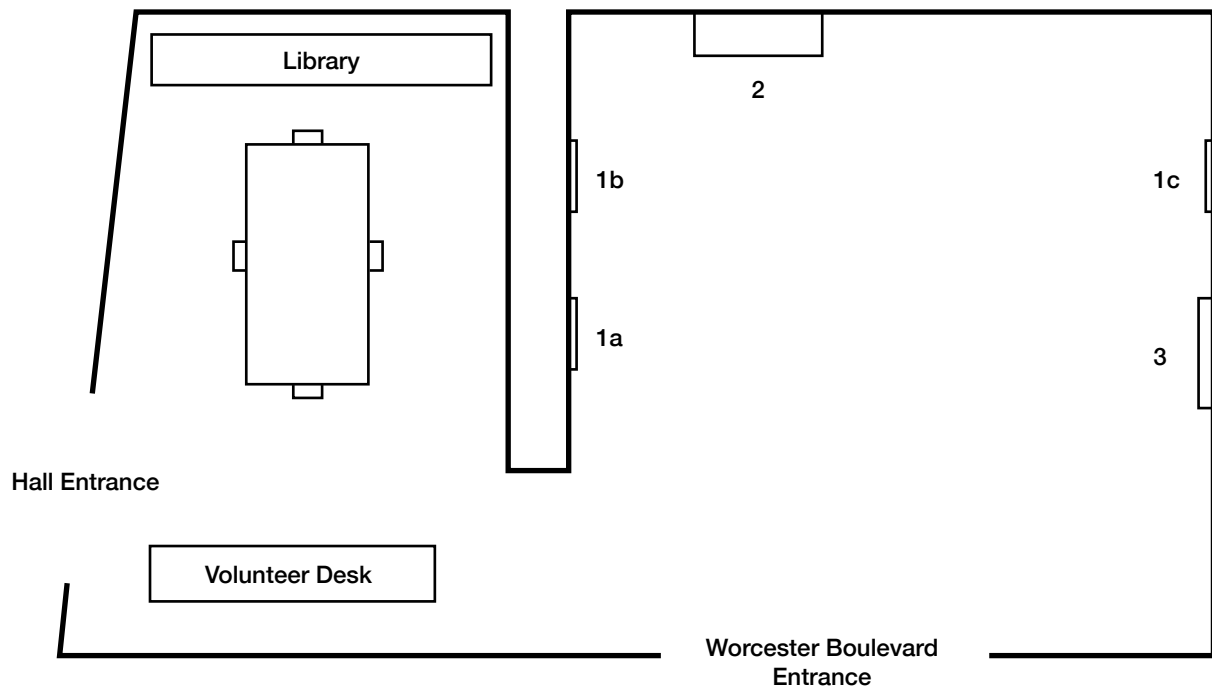 Library
2
1b
1c
1a
3
Hall Entrance
Volunteer Desk
Worcester Boulevard
Entrance